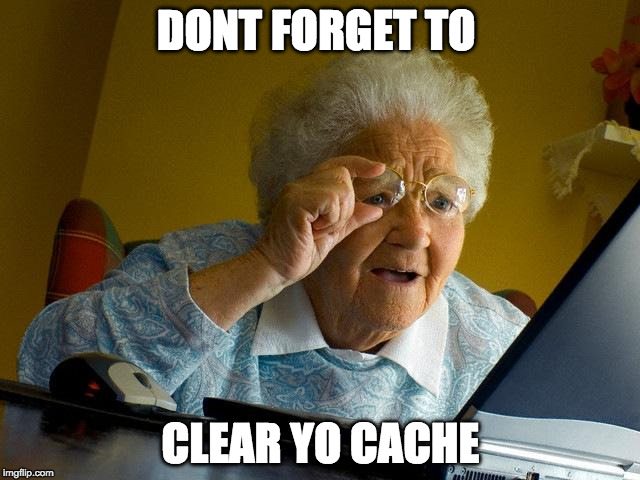 DONT FORGET TO
CLEAR YO CACHE
imgflip.com